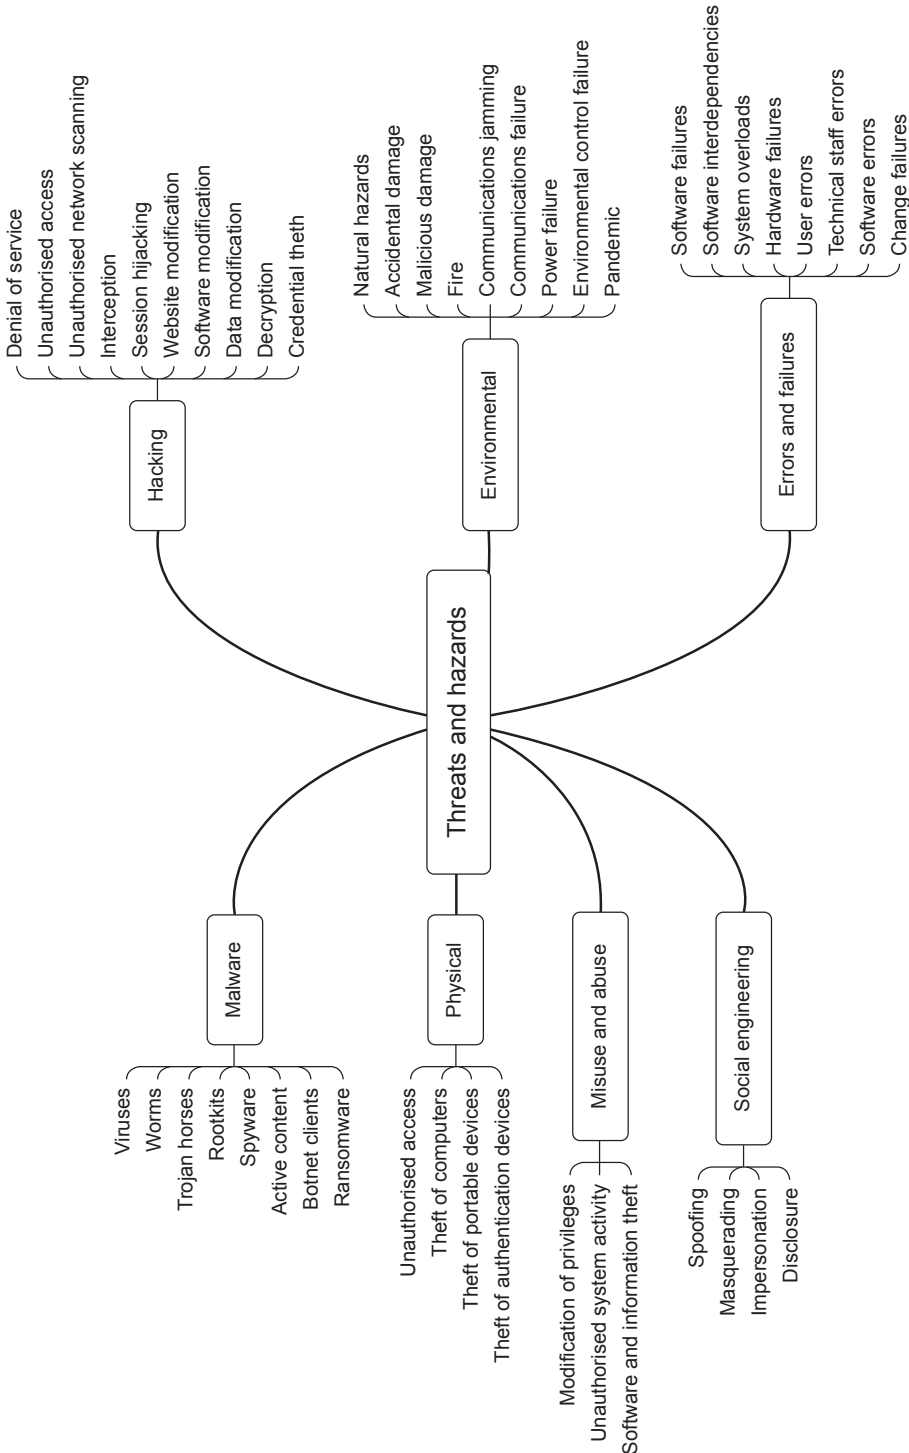 Threats and hazards
Malware
Viruses
Worms
Trojan horses
Rootkits
Spyware
Active content
Botnet clients
Ransomware
Physical
Unauthorised access
Theft of computers
Theft of portable devices
Theft of authentication devices
Misuse and abuse
Modification of privileges
Unauthorised system activity
Software and information theft
Social engineering
Spoofing
Masquerading
Impersonation
Disclosure
Hacking
Denial of service
Unauthorised access
Unauthorised network scanning
Interception
Session hijacking
Website modification
Software modification
Data modification
Decryption
Credential theth
Environmental
Natural hazards
Accidental damage
Malicious damage
Fire
Communications jamming
Communications failure
Power failure
Environmental control failure
Pandemic
Errors and failures
Software failures
Software interdependencies
System overloads
Hardware failures
User errors
Technical staff errors
Software errors
Change failures